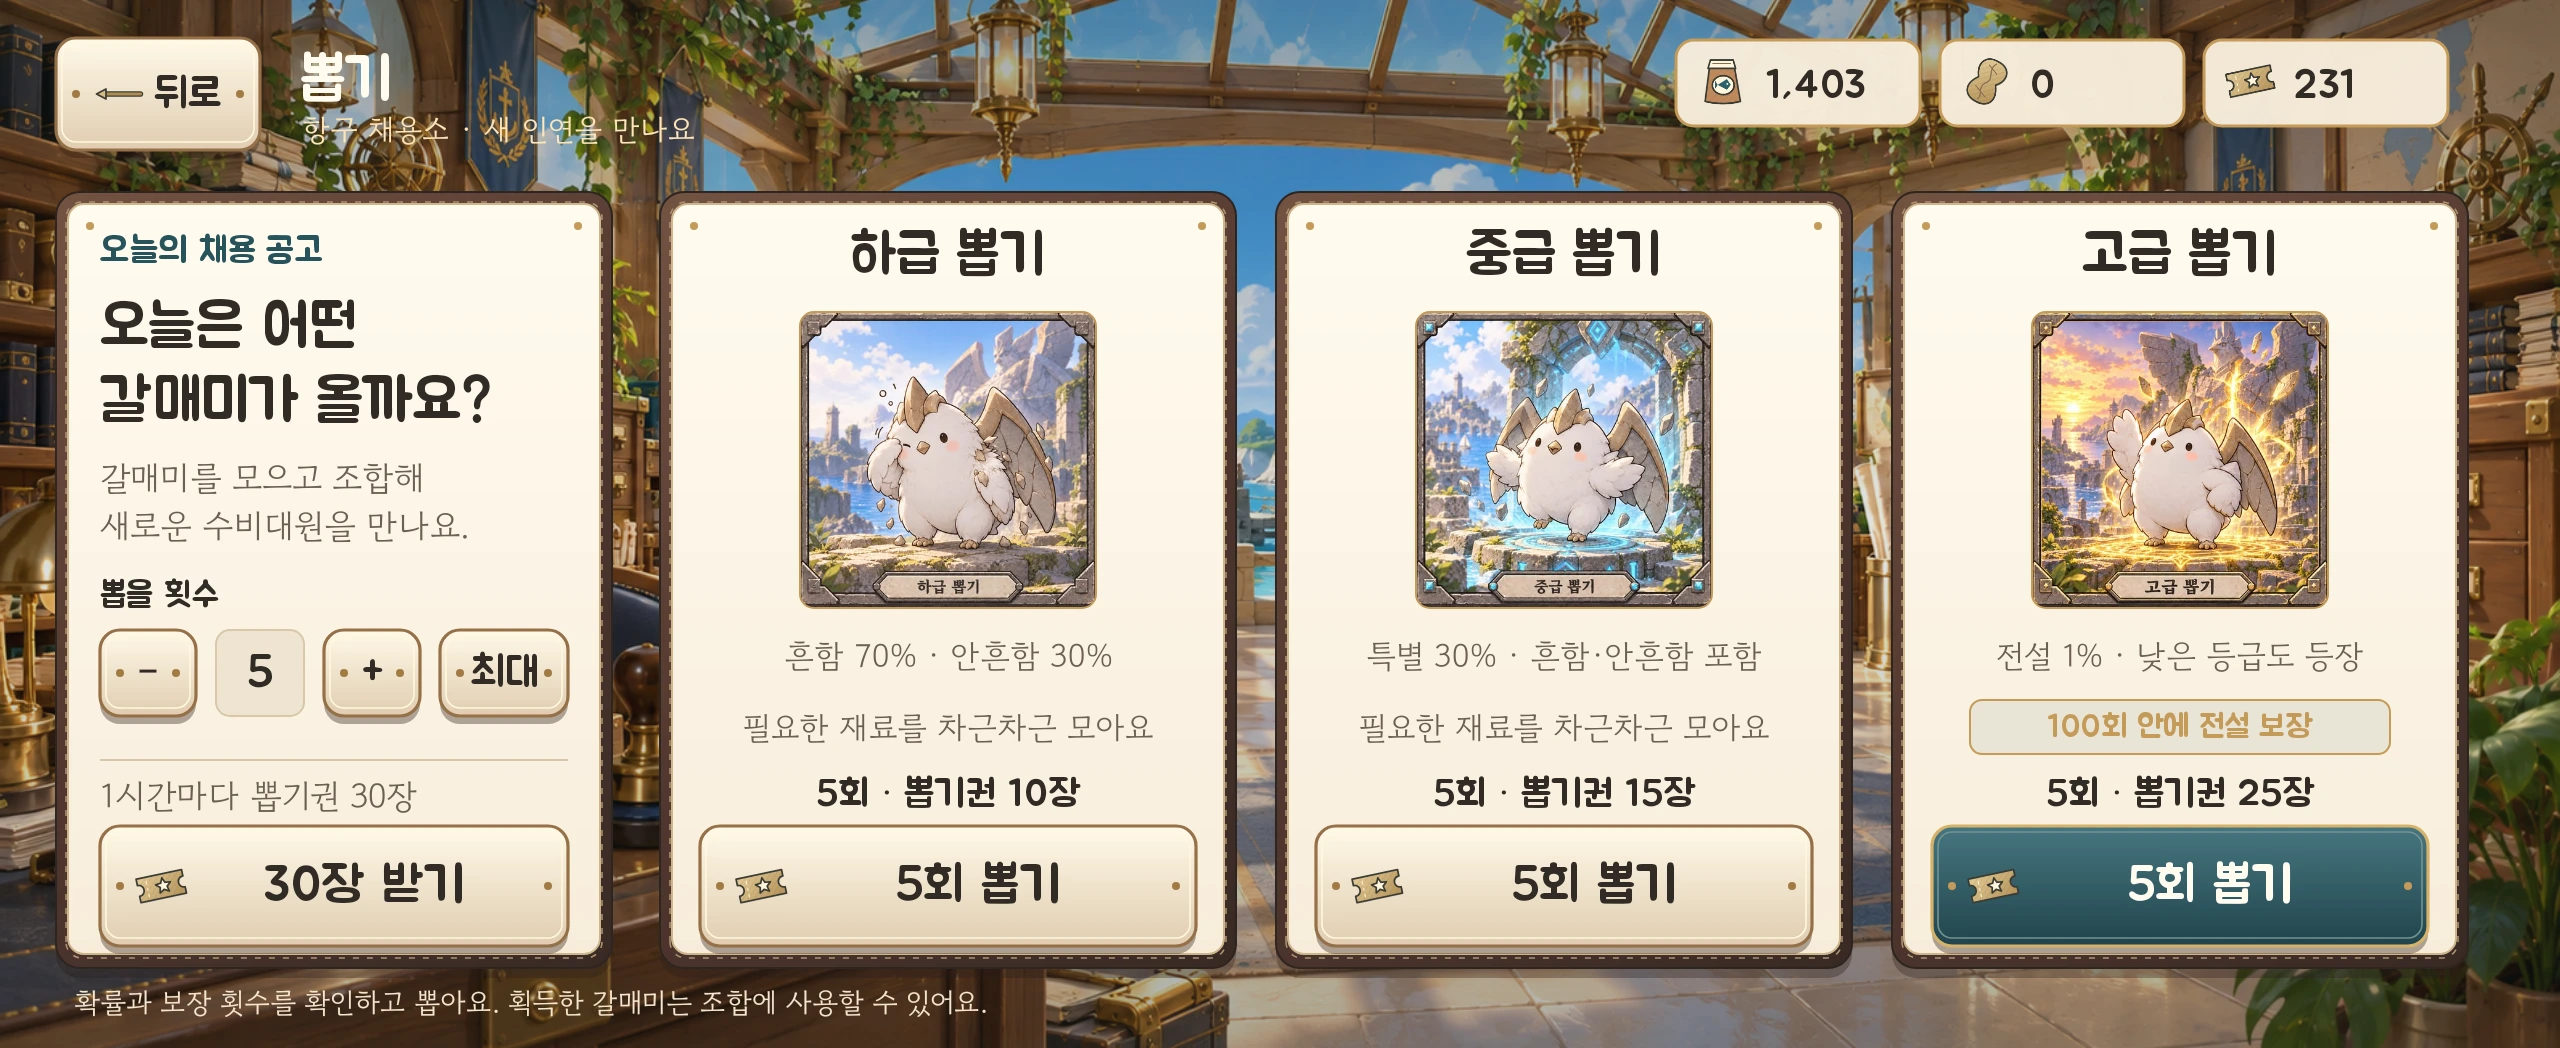 뒤로
뽑기
항구 채용소 · 새 인연을 만나요
1,403
0
231
오늘의 채용 공고
오늘은 어떤
갈매미가 올까요?
갈매미를 모으고 조합해
새로운 수비대원을 만나요.
뽑을 횟수
- 5 + 최대
1시간마다 뽑기권 30장
30장 받기
하급 뽑기
하급 뽑기
흔함 70% · 안흔함 30%
필요한 재료를 차근차근 모아요
5회 · 뽑기권 10장
5회 뽑기
중급 뽑기
중급 뽑기
특별 30% · 흔함·안흔함 포함
필요한 재료를 차근차근 모아요
5회 · 뽑기권 15장
5회 뽑기
고급 뽑기
고급 뽑기
전설 1% · 낮은 등급도 등장
100회 안에 전설 보장
5회 · 뽑기권 25장
5회 뽑기
확률과 보장 횟수를 확인하고 뽑아요. 획득한 갈매미는 조합에 사용할 수 있어요.